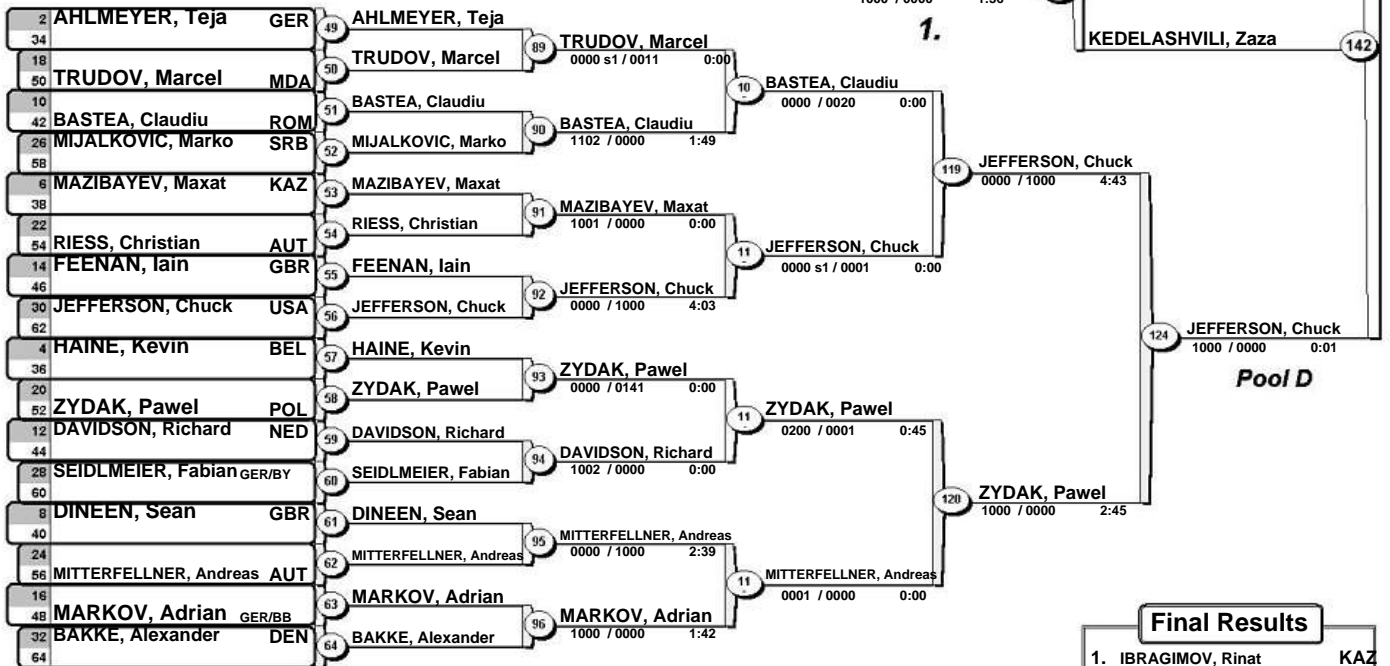 1000 / 0000 1:56
1.
KEDELASHVILI, Zaza
142
2 AHLMEYER, Teja GER
34
18
50 TRUDOV, Marcel MDA
10
42 BASTEA, Claudiu ROM
26 MIJALKOVIC, Marko SRB
58
6 MAZIBAYEV, Maxat KAZ
38
22
54 RIESS, Christian AUT
14 FEENAN, Iain GBR
46
30 JEFFERSON, Chuck USA
62
4 HAINE, Kevin BEL
36
20
52 ZYDAK, Pawel POL
12 DAVIDSON, Richard NED
44
28 SEIDLMEIER, Fabian GER/BY
60
8 DINEEN, Sean GBR
40
24
56 MITTERFELLNER, Andreas AUT
16
48 MARKOV, Adrian GER/BB
32 BAKKE, Alexander DEN
64
49 AHLMEYER, Teja
50 TRUDOV, Marcel
51 BASTEA, Claudiu
52 MIJALKOVIC, Marko
53 MAZIBAYEV, Maxat
54 RIESS, Christian
55 FEENAN, Iain
56 JEFFERSON, Chuck
57 HAINE, Kevin
58 ZYDAK, Pawel
59 DAVIDSON, Richard
60 SEIDLMEIER, Fabian
61 DINEEN, Sean
62 MITTERFELLNER, Andreas
63 MARKOV, Adrian
64 BAKKE, Alexander
89 TRUDOV, Marcel
0000 s1 / 0011 0:00
90 BASTEA, Claudiu
1102 / 0000 1:49
91 MAZIBAYEV, Maxat
1001 / 0000 0:00
92 JEFFERSON, Chuck
0000 / 1000 4:03
93 ZYDAK, Pawel
0000 / 0141 0:00
94 DAVIDSON, Richard
1002 / 0000 0:00
95 MITTERFELLNER, Andreas
0000 / 1000 2:39
96 MARKOV, Adrian
1000 / 0000 1:42
10 BASTEA, Claudiu
0000 / 0020 0:00
11 JEFFERSON, Chuck
0000 s1 / 0001 0:00
11 ZYDAK, Pawel
0200 / 0001 0:45
11 MITTERFELLNER, Andreas
0001 / 0000 0:00
119 JEFFERSON, Chuck
0000 / 1000 4:43
120 ZYDAK, Pawel
1000 / 0000 2:45
124 JEFFERSON, Chuck
1000 / 0000 0:01
Pool D
Final Results
1. IBRAGIMOV, Rinat KAZ